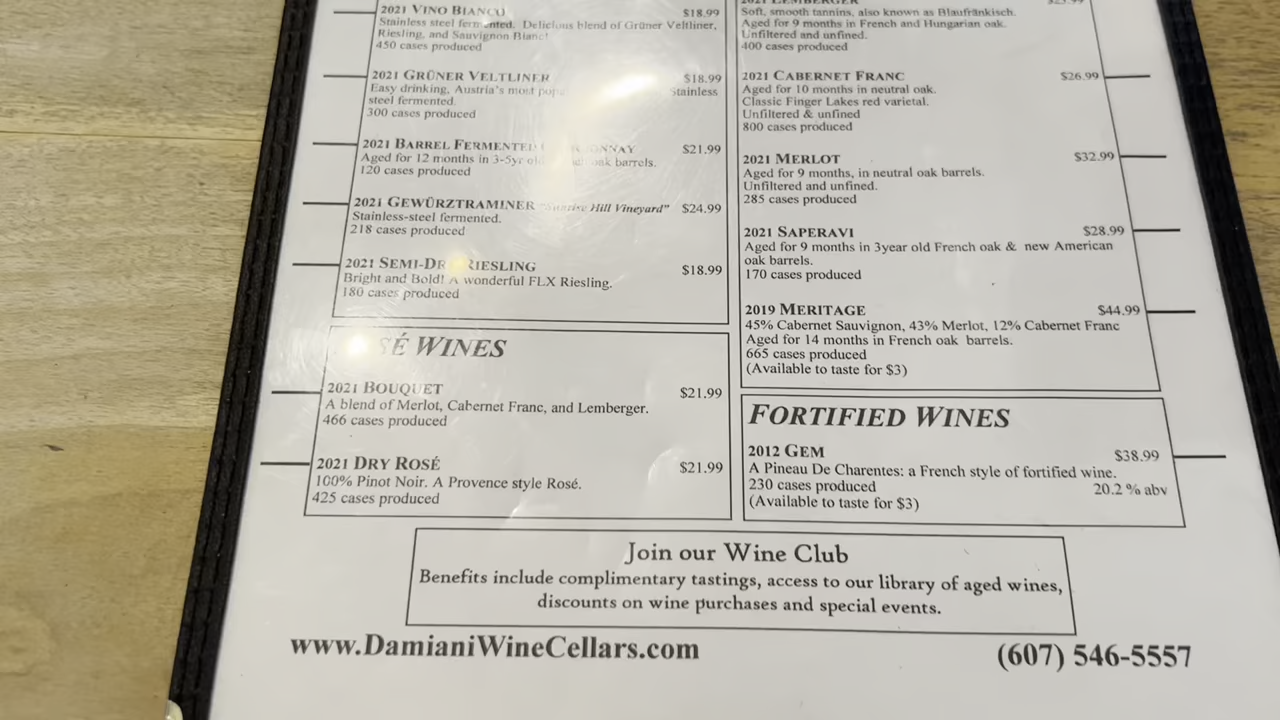 2021 VINO BIANCO $18.99
Stainless steel fermented. Delicious blend of Grüner Veltliner,
Riesling, and Sauvignon Blanc!
450 cases produced
2021 GRÜNER VELTLINER $18.99
Easy drinking, Austria's most Stainless
steel fermented.
300 cases produced
2021 BARREL FERMENTED $21.99
Aged for 12 months in 3-5yr old oak barrels.
120 cases produced
2021 GEWÜRZTRAMINER "Sunrise Hill Vineyard" $24.99
Stainless-steel fermented.
218 cases produced
2021 SEMI-DRY RIESLING $18.99
Bright and Bold! A wonderful FLX Riesling.
180 cases produced
WINES
2021 BOUQUET $21.99
A blend of Merlot, Cabernet Franc, and Lemberger.
466 cases produced
2021 DRY ROSÉ $21.99
100% Pinot Noir. A Provence style Rosé.
425 cases produced
2021 LEMBERGER
Soft, smooth tannins, also known as Blaufränkisch.
Aged for 9 months in French and Hungarian oak.
Unfiltered and unfined.
400 cases produced
2021 CABERNET FRANC $26.99
Aged for 10 months in neutral oak.
Classic Finger Lakes red varietal.
Unfiltered & unfined
800 cases produced
2021 MERLOT $32.99
Aged for 9 months, in neutral oak barrels.
Unfiltered and unfined.
285 cases produced
2021 SAPERAVI $28.99
Aged for 9 months in 3year old French oak & new American
oak barrels.
170 cases produced
2019 MERITAGE $44.99
45% Cabernet Sauvignon, 43% Merlot, 12% Cabernet Franc
Aged for 14 months in French oak barrels.
665 cases produced
(Available to taste for $3)
FORTIFIED WINES
2012 GEM $38.99
A Pineau De Charentes: a French style of fortified wine.
230 cases produced 20.2 % abv
(Available to taste for $3)
Join our Wine Club
Benefits include complimentary tastings, access to our library of aged wines,
discounts on wine purchases and special events.
www.DamianiWineCellars.com (607) 546-5557